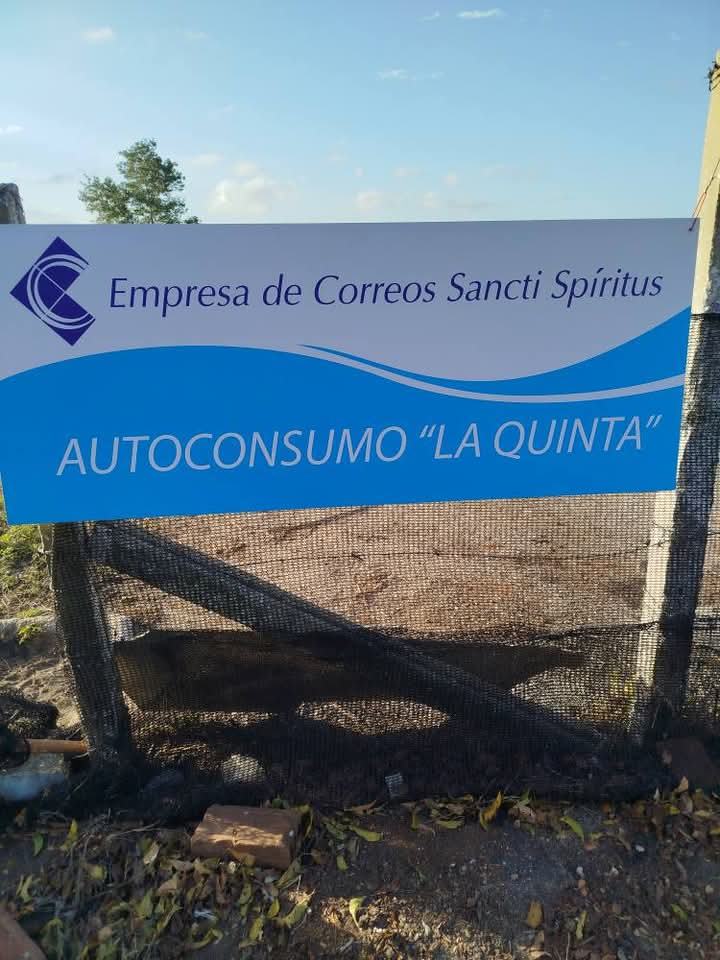 Empresa de Correos Sancti Spíritus
AUTOCONSUMO “LA QUINTA”